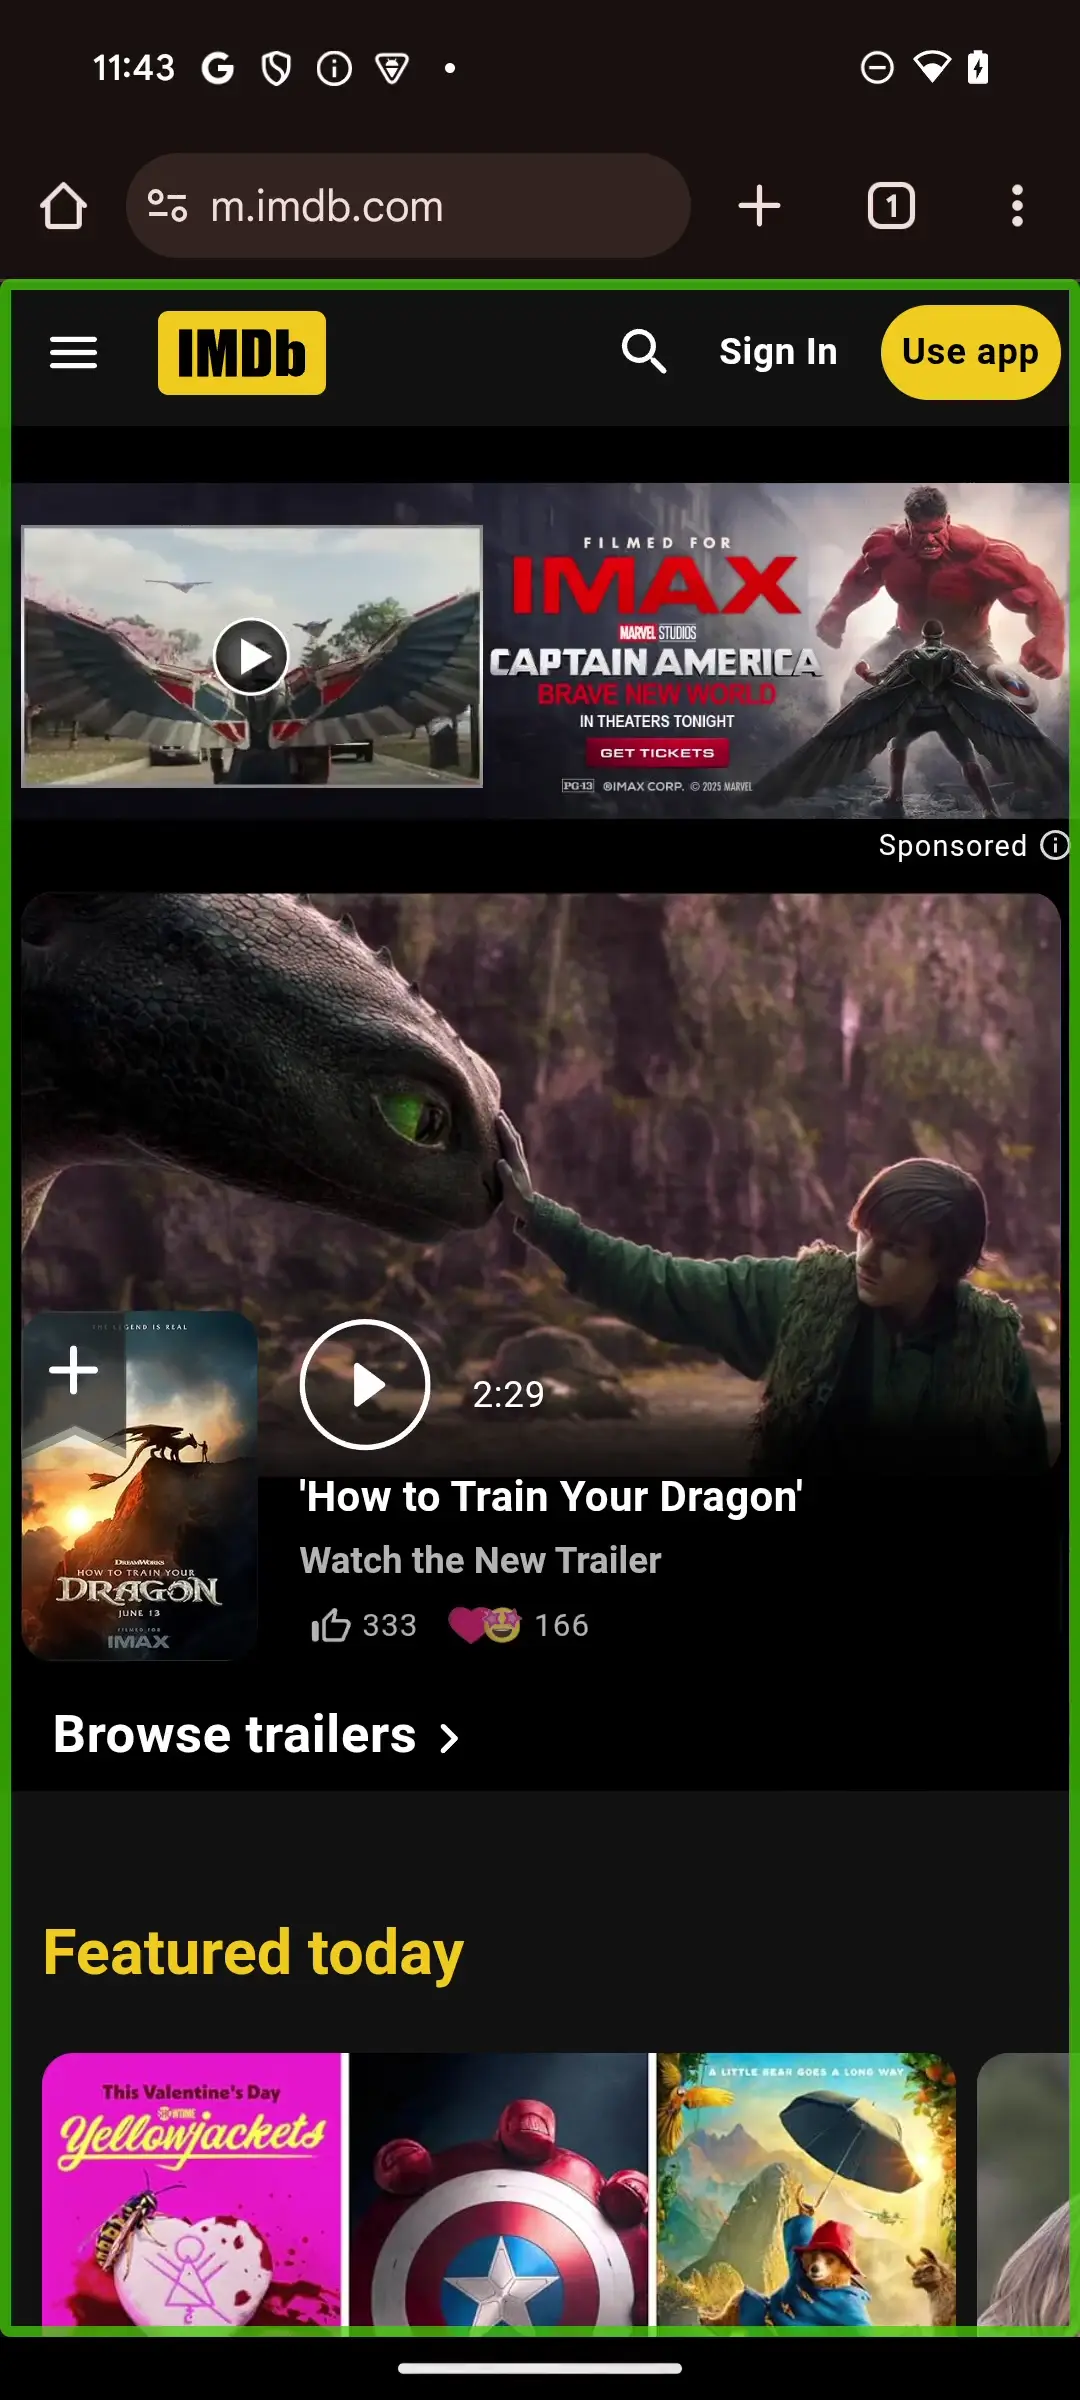 11:43
m.imdb.com
1
IMDb
Sign In
Use app
FILMED FOR
IMAX
MARVEL STUDIOS
CAPTAIN AMERICA
BRAVE NEW WORLD
IN THEATERS TONIGHT
GET TICKETS
PG-13 ®IMAX CORP. © 2025 MARVEL
Sponsored
THE LEGEND IS REAL
DREAMWORKS
HOW TO TRAIN YOUR
DRAGON
JUNE 13
FILMED FOR
IMAX
2:29
'How to Train Your Dragon'
Watch the New Trailer
333
166
Browse trailers
Featured today
This Valentine's Day
SHOWTIME
Yellowjackets
A LITTLE BEAR GOES A LONG WAY